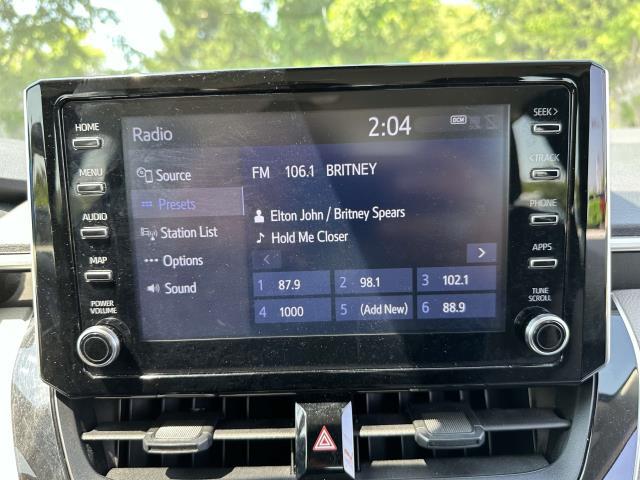 HOME
MENU
AUDIO
MAP
POWER
VOLUME
Radio
2:04
DCM
Source
Presets
Station List
Options
Sound
FM 106.1 BRITNEY
Elton John / Britney Spears
Hold Me Closer
< >
1 87.9 2 98.1 3 102.1
4 1000 5 (Add New) 6 88.9
SEEK >
< TRACK
PHONE
APPS
TUNE
SCROLL